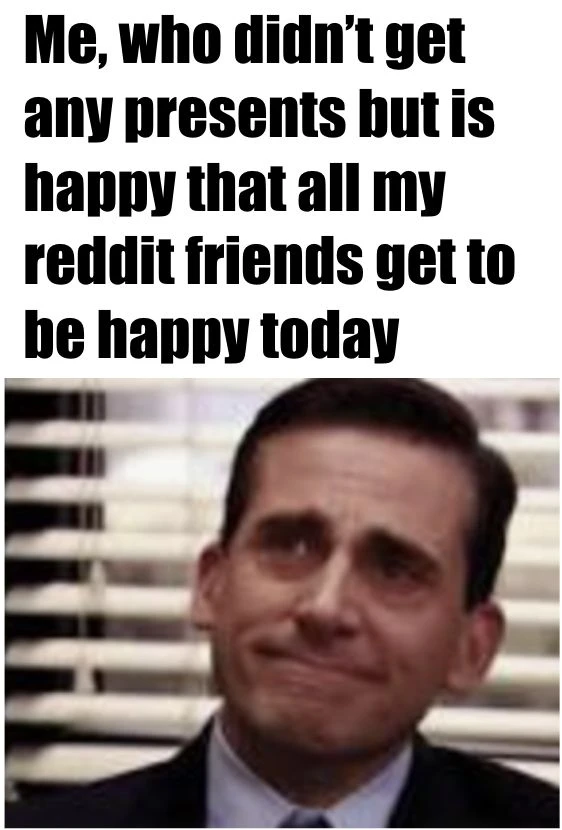 Me, who didn’t get
any presents but is
happy that all my
reddit friends get to
be happy today